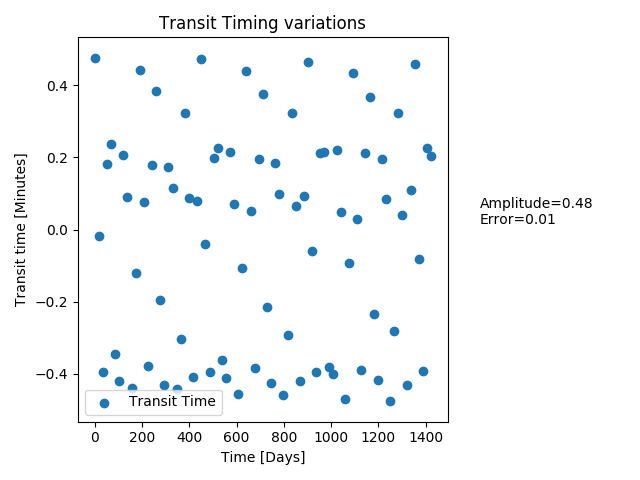 Transit Timing variations
Transit time [Minutes]
0.4
0.2
0.0
−0.2
−0.4
Amplitude=0.48
Error=0.01
Transit Time
0 200 400 600 800 1000 1200 1400
Time [Days]